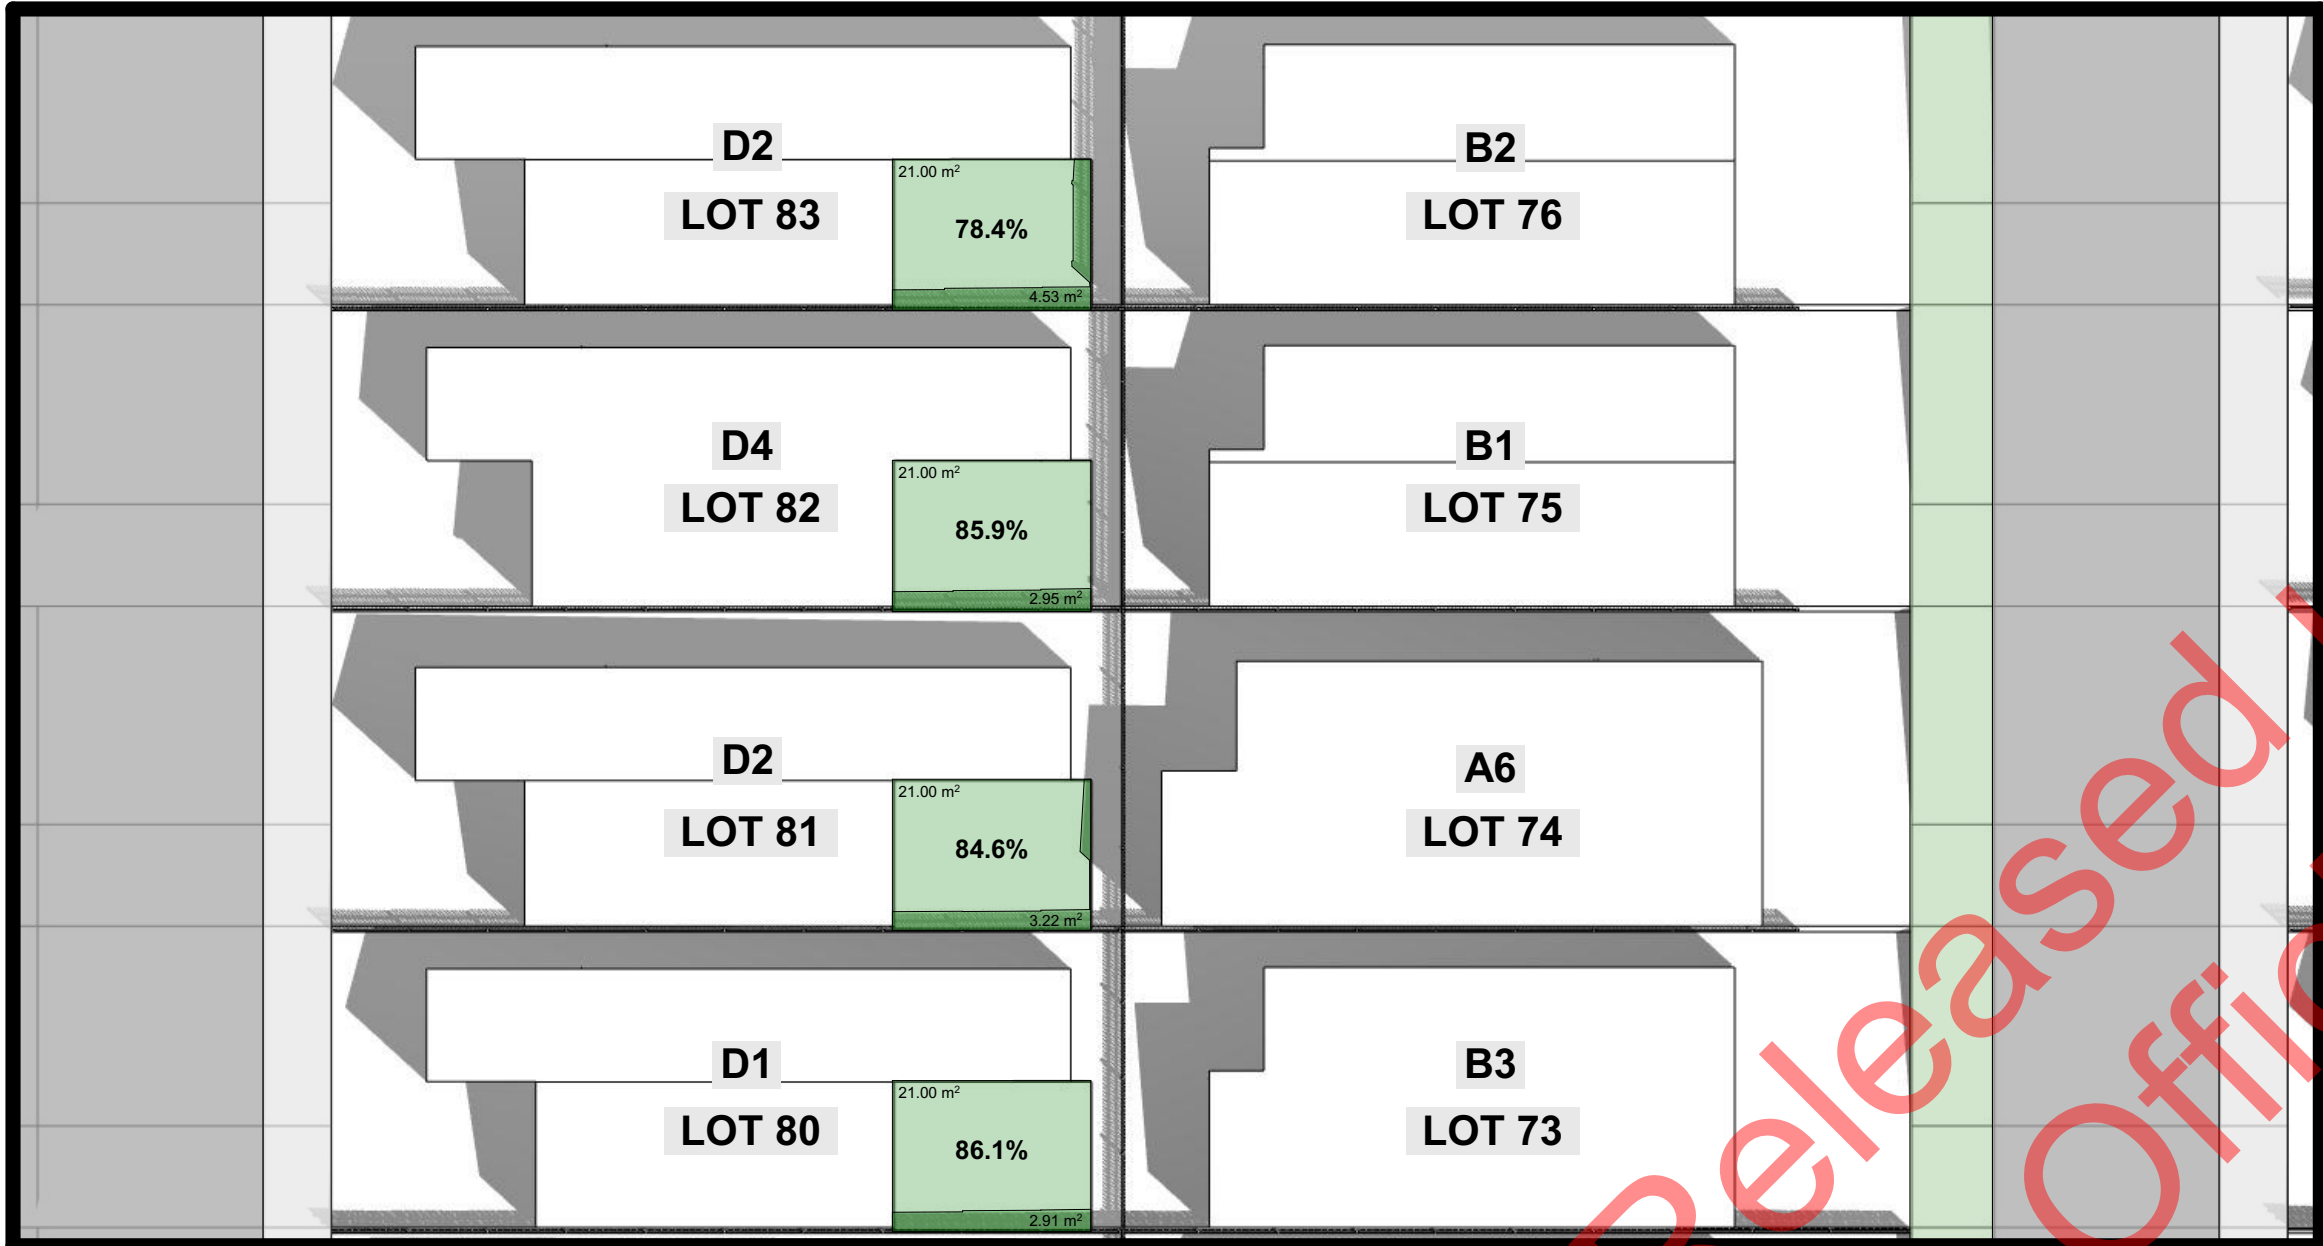 D2
LOT 83
21.00 m²
78.4%
4.53 m²
B2
LOT 76
D4
LOT 82
21.00 m²
85.9%
2.95 m²
B1
LOT 75
D2
LOT 81
21.00 m²
84.6%
3.22 m²
A6
LOT 74
D1
LOT 80
21.00 m²
86.1%
2.91 m²
B3
LOT 73
Released